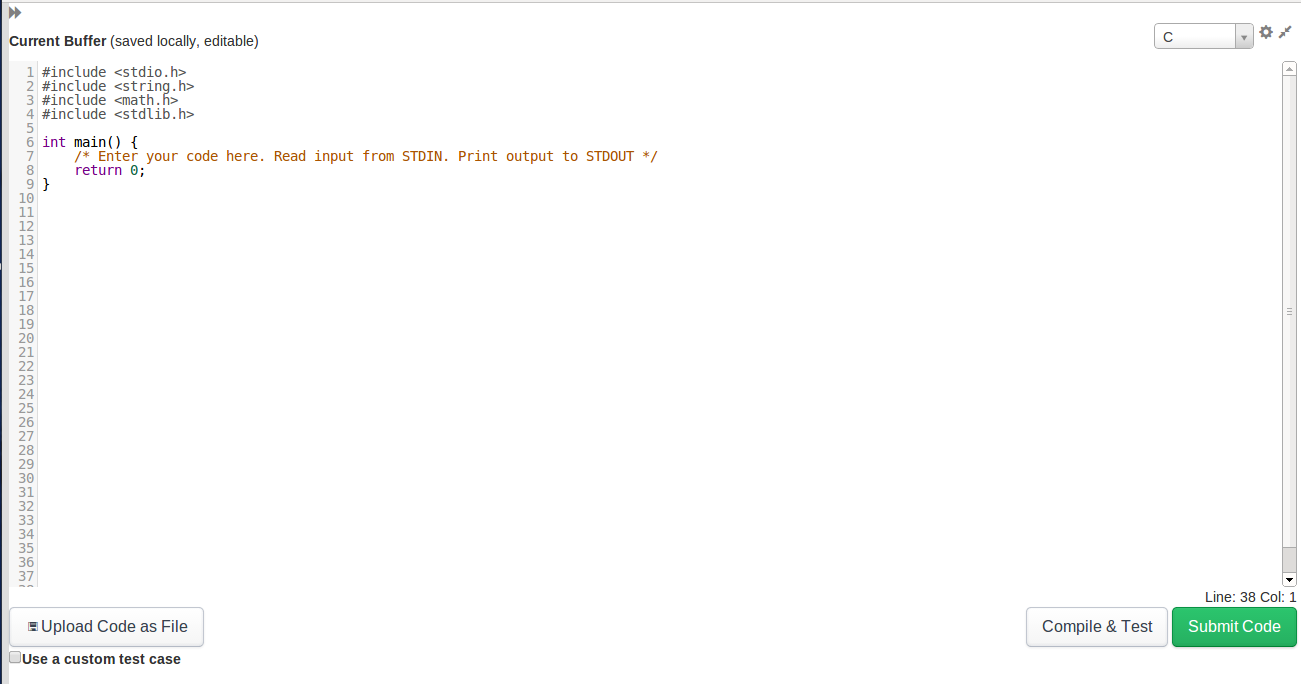 Current Buffer (saved locally, editable)
C
1 #include <stdio.h>
2 #include <string.h>
3 #include <math.h>
4 #include <stdlib.h>
5
6 int main() {
7     /* Enter your code here. Read input from STDIN. Print output to STDOUT */
8     return 0;
9 }
10
11
12
13
14
15
16
17
18
19
20
21
22
23
24
25
26
27
28
29
30
31
32
33
34
35
36
37
Line: 38 Col: 1
Upload Code as File
Compile & Test
Submit Code
Use a custom test case